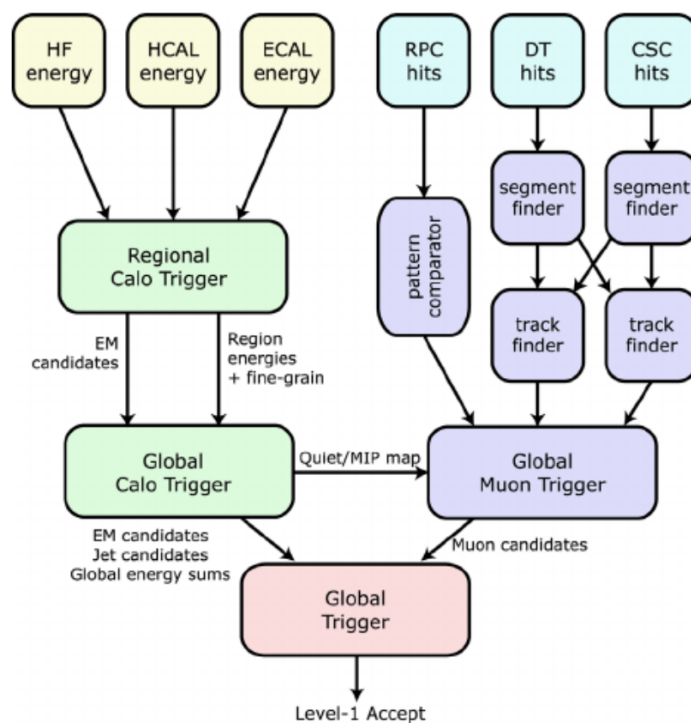 HF
energy
HCAL
energy
ECAL
energy
RPC
hits
DT
hits
CSC
hits
segment
finder
segment
finder
pattern
comparator
Regional
Calo Trigger
track
finder
track
finder
EM
candidates
Region
energies
+ fine-grain
Global
Calo Trigger
Quiet/MIP map
Global
Muon Trigger
EM candidates
Jet candidates
Global energy sums
Muon candidates
Global
Trigger
Level-1 Accept